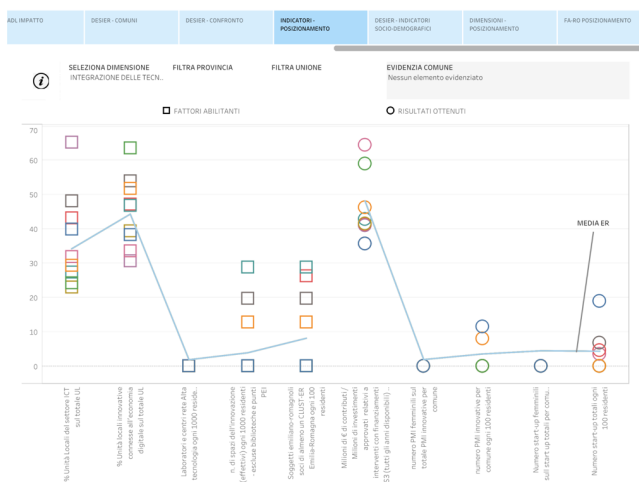 ADL IMPATTO
DESIER - COMUNI
DESIER - CONFRONTO
INDICATORI -
POSIZIONAMENTO
DESIER - INDICATORI
SOCIO-DEMOGRAFICI
DIMENSIONI -
POSIZIONAMENTO
FA-RO POSIZIONAMENTO
SELEZIONA DIMENSIONE
INTEGRAZIONE DELLE TECN..
FILTRA PROVINCIA
FILTRA UNIONE
EVIDENZIA COMUNE
Nessun elemento evidenziato
FATTORI ABILITANTI
RISULTATI OTTENUTI
70
60
50
40
30
20
10
0
MEDIA ER
% Unità Locali del settore ICT
sul totale UL
% Unità locali innovative
connesse all'economia
digitale sul totale UL
Laboratori e centri rete Alta
tecnologia ogni 1000 reside..
n. di spazi dell'innovazione
(effettivi) ogni 1000 residenti
- escluse biblioteche e punti
PEI
Soggetti emiliano-romagnoli
soci di almeno un CLUST-ER
Emilia-Romagna ogni 100
residenti
Milioni di € di contributi /
Milioni di investimenti
approvati relativi a
interventi con finanziamenti
S3 (tutti gli anni disponibili) ..
numero PMI femminili sul
totale PMI innovative per
comune
numero PMI innovative per
comune ogni 100 residenti
Numero start-up femminili
sull start up totali per comu..
Numero start-up totali ogni
100 residenti